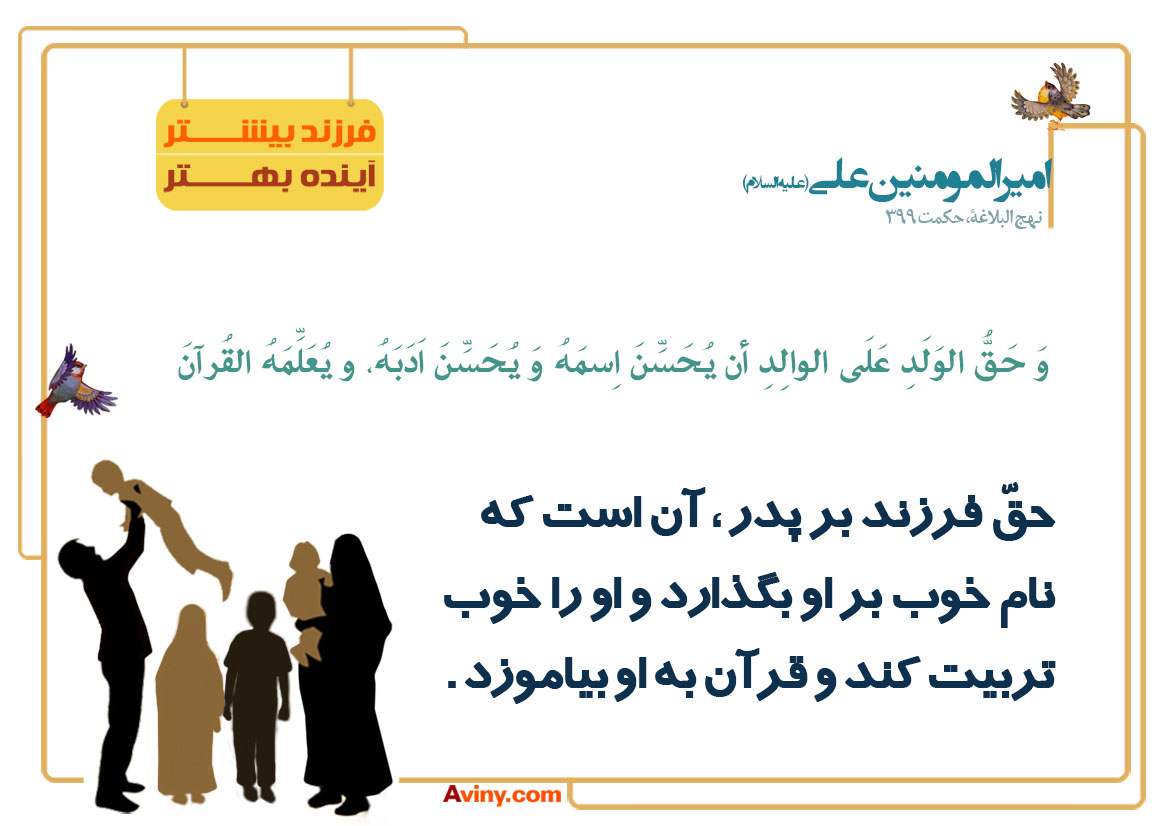 فرزند بیشتر
آینده بهتر
امیرالمومنین علی (علیه‌السلام)
نهج البلاغهٔ، حکمت ۳۹۹
وَ حَقُّ الوَلَدِ عَلَی الوالِدِ أن یُحَسِّنَ اِسمَهُ وَ یُحَسِّنَ اَدَبَهُ، و یُعَلِّمَهُ القُرآنَ
حقّ فرزند بر پدر، آن است که
نام خوب بر او بگذارد و او را خوب
تربیت کند و قرآن به او بیاموزد.
Aviny.com